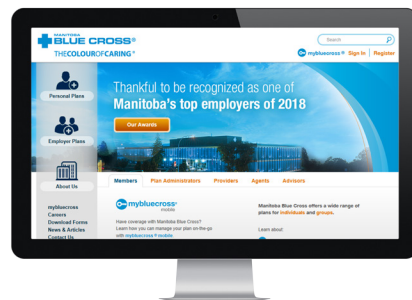 MANITOBA
BLUE CROSS®
THECOLOUROFCARING®
Search
mybluecross® Sign In | Register
Personal Plans
Employer Plans
About Us
mybluecross
Careers
Download Forms
News & Articles
Contact Us
Thankful to be recognized as one of
Manitoba's top employers of 2018
Our Awards
Members Plan Administrators Providers Agents Advisors
mybluecross®
mobile
Have coverage with Manitoba Blue Cross?
Learn how you can manage your plan on-the-go
with mybluecross® mobile.
Manitoba Blue Cross offers a wide range of
plans for individuals and groups.
Learn about: